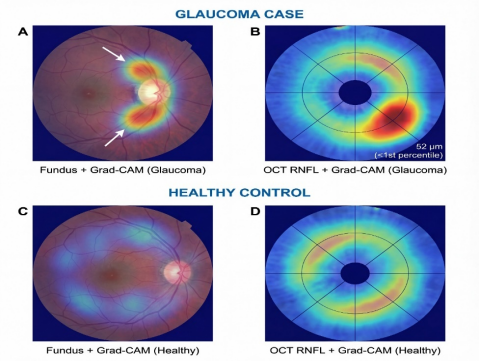 GLAUCOMA CASE
A
B
52 µm
(≤1st percentile)
Fundus + Grad-CAM (Glaucoma)
OCT RNFL + Grad-CAM (Glaucoma)
HEALTHY CONTROL
C
D
Fundus + Grad-CAM (Healthy)
OCT RNFL + Grad-CAM (Healthy)